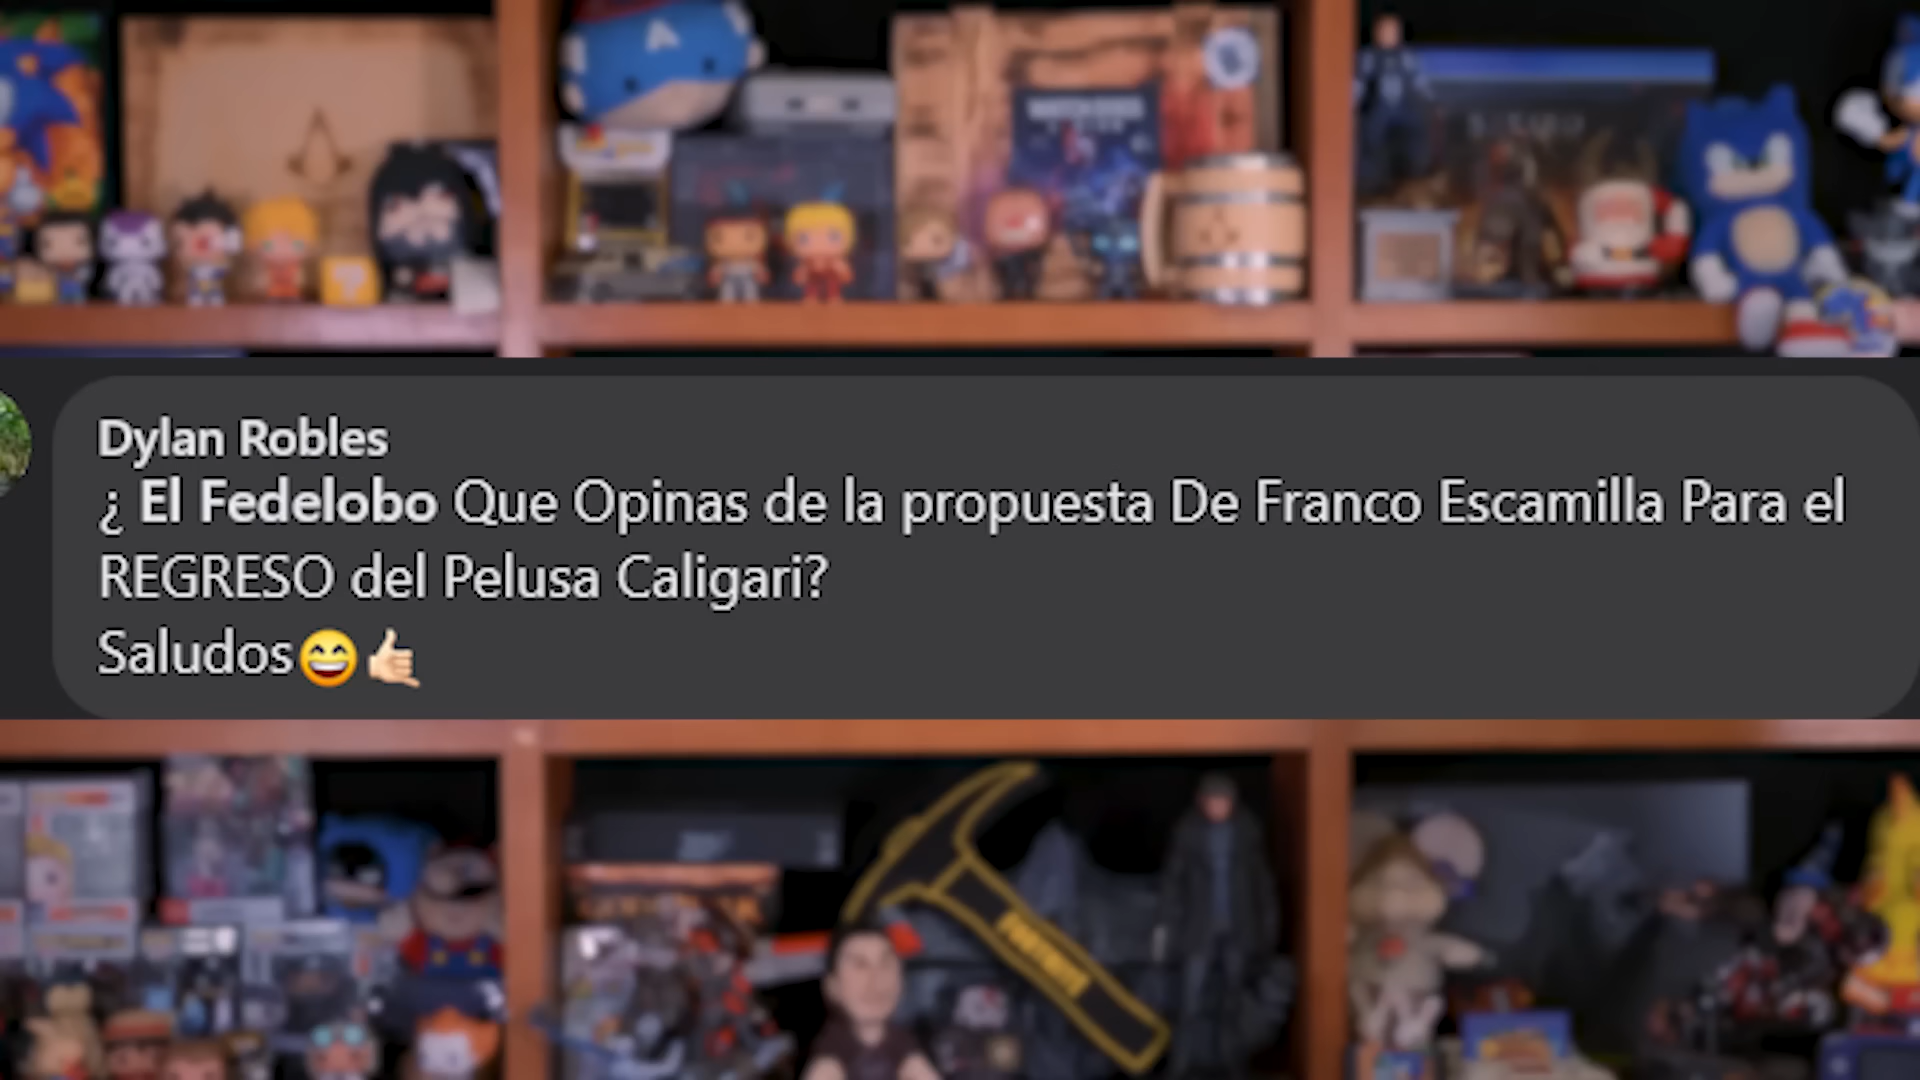 Dylan Robles
¿ El Fedelobo Que Opinas de la propuesta De Franco Escamilla Para el
REGRESO del Pelusa Caligari?
Saludos😄🤙🏻